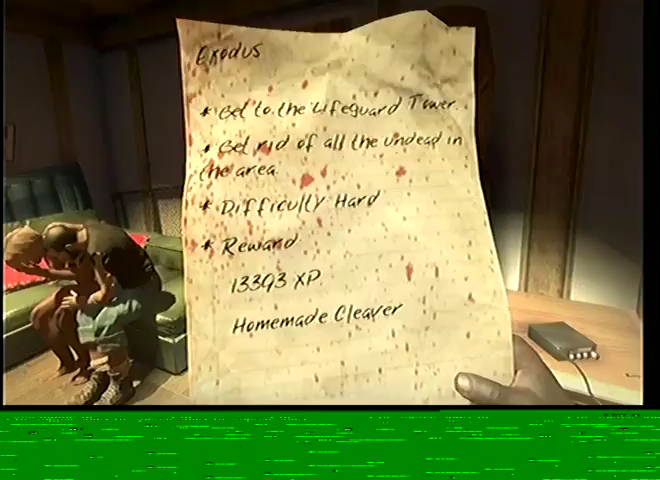 Exodus
* Get to the Lifeguard Tower.
* Get rid of all the undead in
the area
* Difficulty Hard
* Reward
13393 XP
Homemade Cleaver